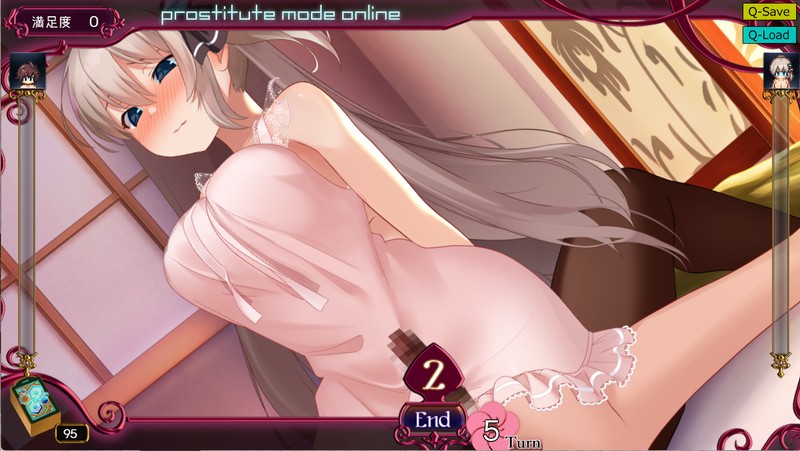 満足度 0
prostitute mode online
Q-Save
Q-Load
2
End
5 Turn
95